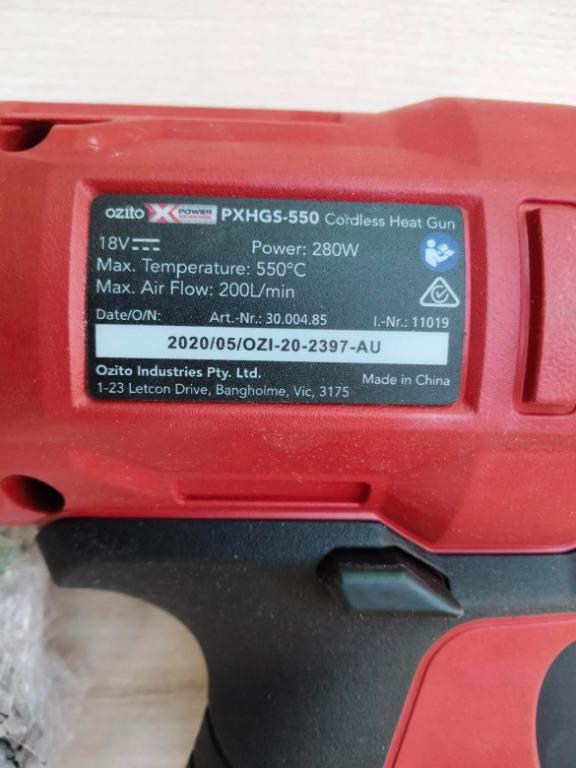 ozito X POWER PXHGS-550 Cordless Heat Gun
18V Power: 280W
Max. Temperature: 550°C
Max. Air Flow: 200L/min
Date/O/N: Art.-Nr.: 30.004.85 I.-Nr.: 11019
2020/05/OZI-20-2397-AU
Ozito Industries Pty. Ltd. Made in China
1-23 Letcon Drive, Bangholme, Vic, 3175